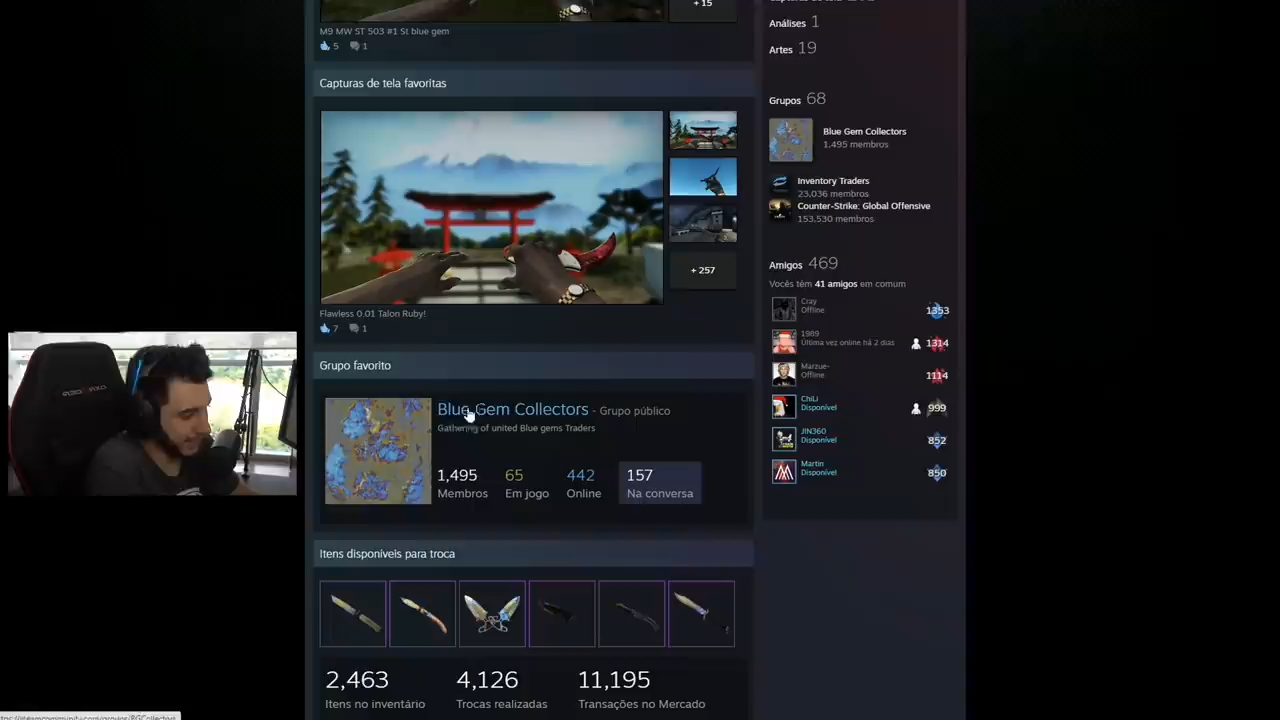 + 15
M9 MW ST 503 #1 St blue gem
5
1
Capturas de tela favoritas
+ 257
Flawless 0.01 Talon Ruby!
7
1
Grupo favorito
Blue Gem Collectors - Grupo público
Gathering of united Blue gems Traders
1,495
65
442
157
Membros
Em jogo
Online
Na conversa
Itens disponíveis para troca
2,463
4,126
11,195
Itens no inventário
Trocas realizadas
Transações no Mercado
Análises 1
Artes 19
Grupos 68
Blue Gem Collectors
1.495 membros
Inventory Traders
23,036 membros
Counter-Strike: Global Offensive
153,530 membros
Amigos 469
Vocês têm 41 amigos em comum
Cray
Offline
1353
1989
Última vez online há 2 dias
1314
Marzue-
Offline
1114
ChiLi
Disponível
999
JIN360
Disponível
852
Martin
Disponível
850